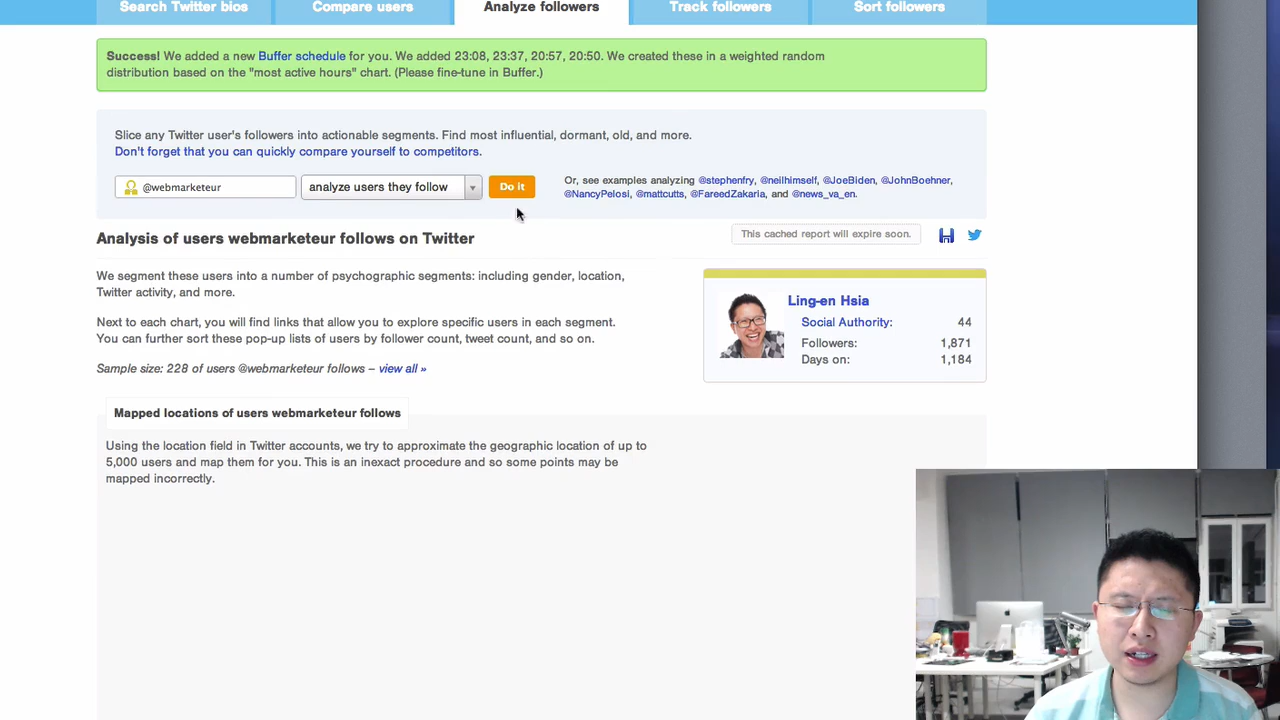 Search Twitter bios
Compare users
Analyze followers
Track followers
Sort followers
Success! We added a new Buffer schedule for you. We added 23:08, 23:37, 20:57, 20:50. We created these in a weighted random
distribution based on the "most active hours" chart. (Please fine-tune in Buffer.)
Slice any Twitter user's followers into actionable segments. Find most influential, dormant, old, and more.
Don't forget that you can quickly compare yourself to competitors.
@webmarketeur
analyze users they follow
Do it
Or, see examples analyzing @stephenfry, @neilhimself, @JoeBiden, @JohnBoehner,
@NancyPelosi, @mattcutts, @FareedZakaria, and @news_va_en.
Analysis of users webmarketeur follows on Twitter
This cached report will expire soon.
We segment these users into a number of psychographic segments: including gender, location,
Twitter activity, and more.
Next to each chart, you will find links that allow you to explore specific users in each segment.
You can further sort these pop-up lists of users by follower count, tweet count, and so on.
Sample size: 228 of users @webmarketeur follows – view all »
Ling-en Hsia
Social Authority: 44
Followers: 1,871
Days on: 1,184
Mapped locations of users webmarketeur follows
Using the location field in Twitter accounts, we try to approximate the geographic location of up to
5,000 users and map them for you. This is an inexact procedure and so some points may be
mapped incorrectly.